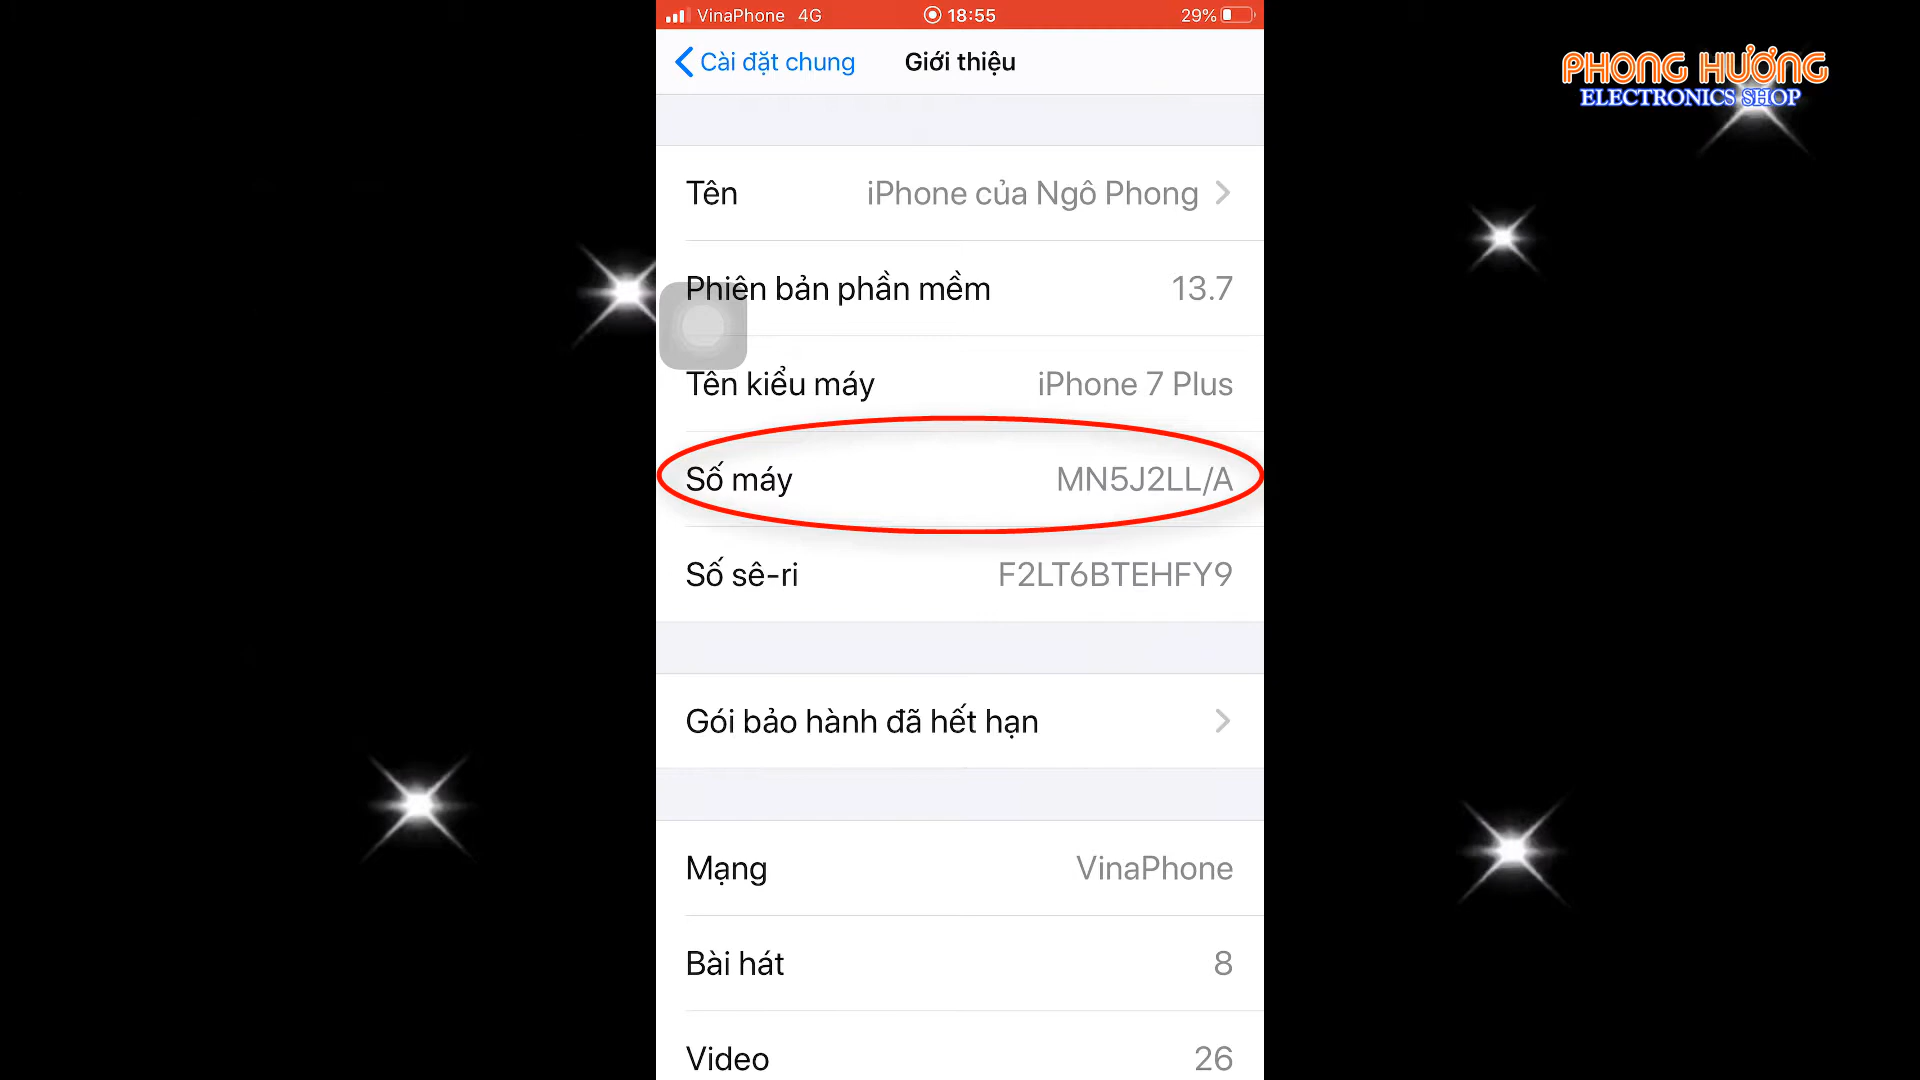 VinaPhone 4G 18:55 29%
Cài đặt chung Giới thiệu
PHONG HƯƠNG
ELECTRONICS SHOP
Tên iPhone của Ngô Phong
Phiên bản phần mềm 13.7
Tên kiểu máy iPhone 7 Plus
Số máy MN5J2LL/A
Số sê-ri F2LT6BTEHFY9
Gói bảo hành đã hết hạn
Mạng VinaPhone
Bài hát 8
Video 26